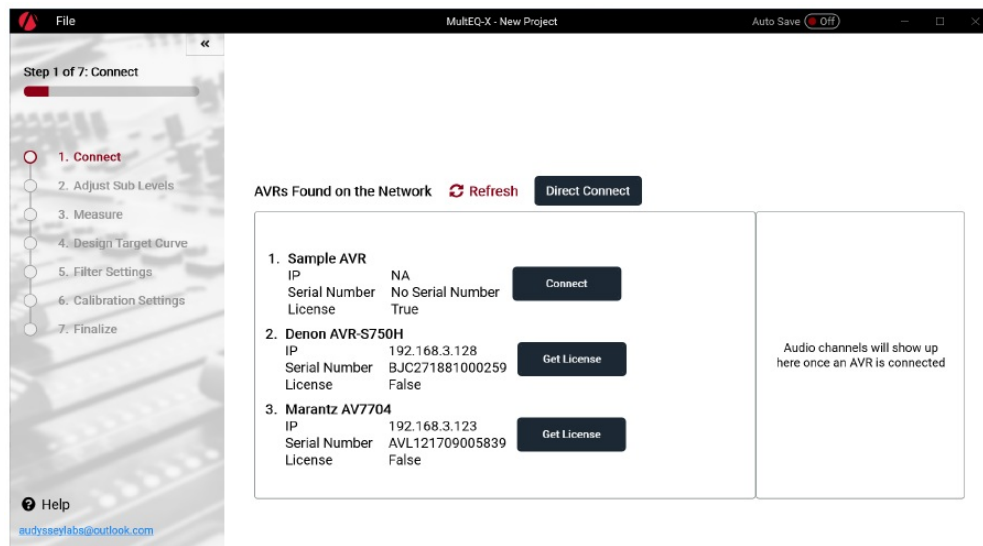 File
MultEQ-X - New Project
Auto Save Off
«
Step 1 of 7: Connect
1. Connect
2. Adjust Sub Levels
3. Measure
4. Design Target Curve
5. Filter Settings
6. Calibration Settings
7. Finalize
Help
audysseylabs@outlook.com
AVRs Found on the Network Refresh Direct Connect
1. Sample AVR
IP NA
Serial Number No Serial Number
License True
Connect
2. Denon AVR-S750H
IP 192.168.3.128
Serial Number BJC271881000259
License False
Get License
3. Marantz AV7704
IP 192.168.3.123
Serial Number AVL121709005839
License False
Get License
Audio channels will show up
here once an AVR is connected